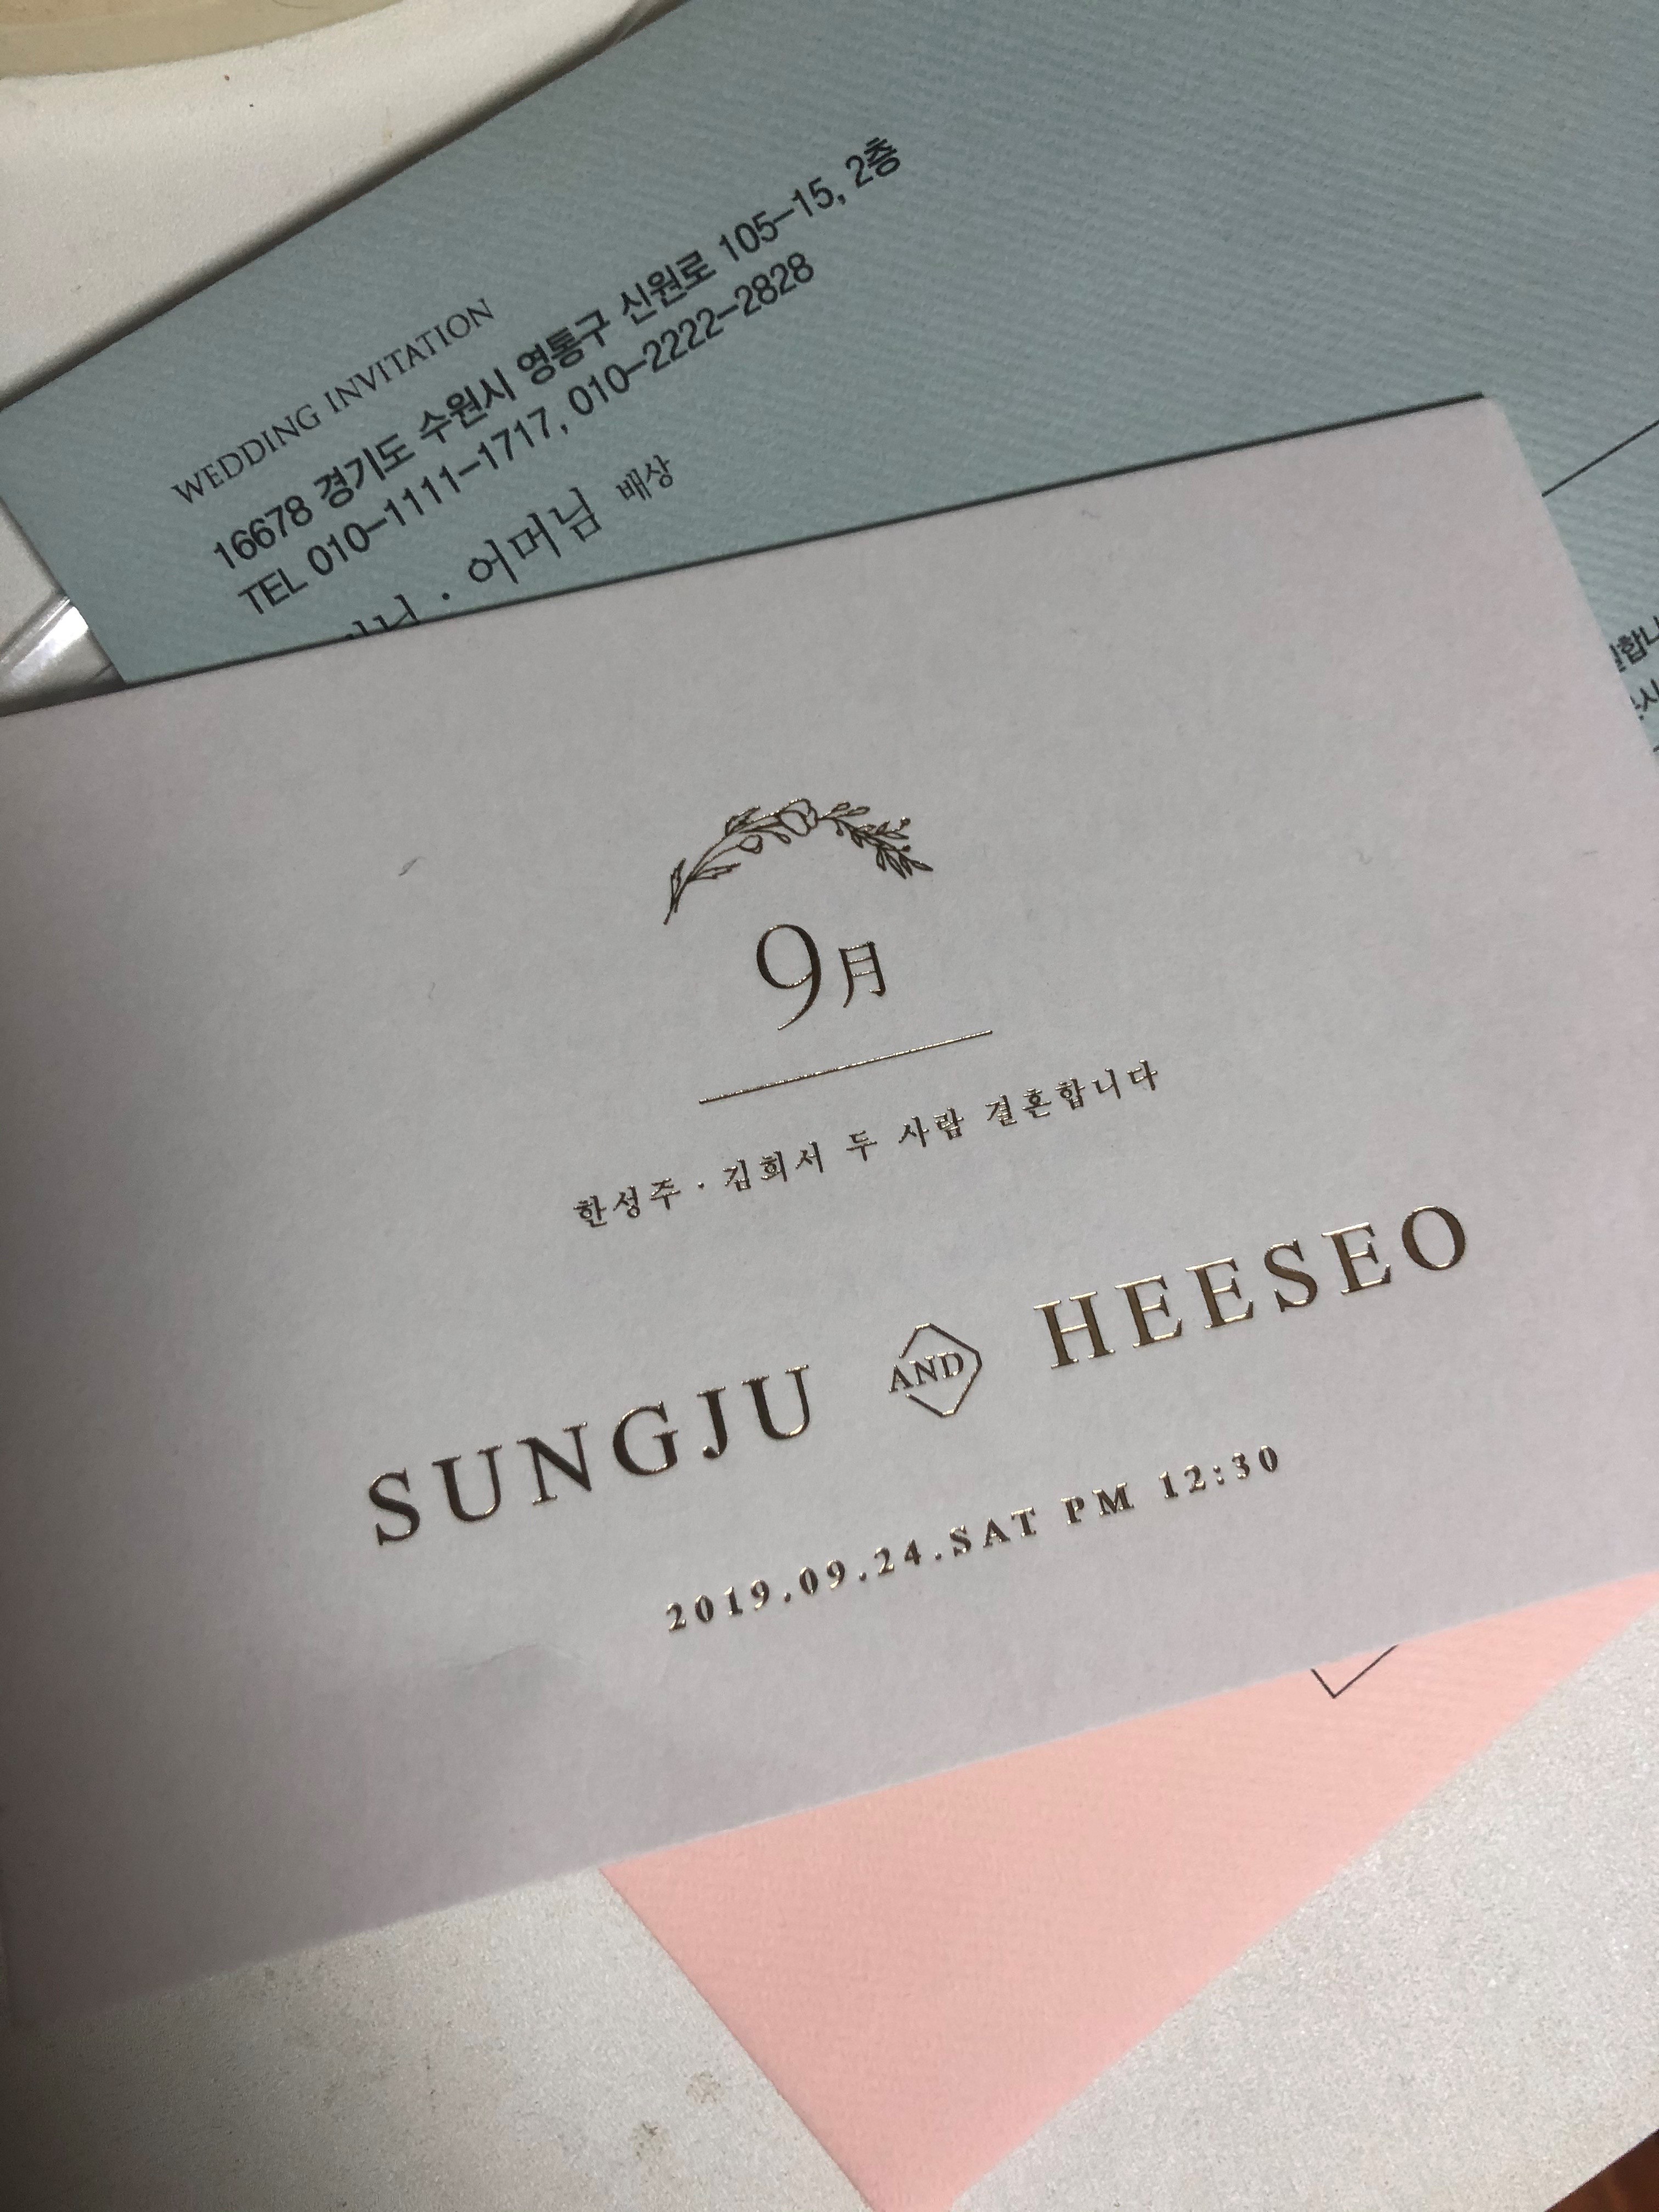 WEDDING INVITATION
16678 경기도 수원시 영통구 신원로 105-15, 2층
TEL 010-1111-1717, 010-2222-2828
· 어머님 배상
9月
한성주 · 김희서 두 사람 결혼합니다
SUNGJU AND HEESEO
2019.09.24.SAT PM 12:30